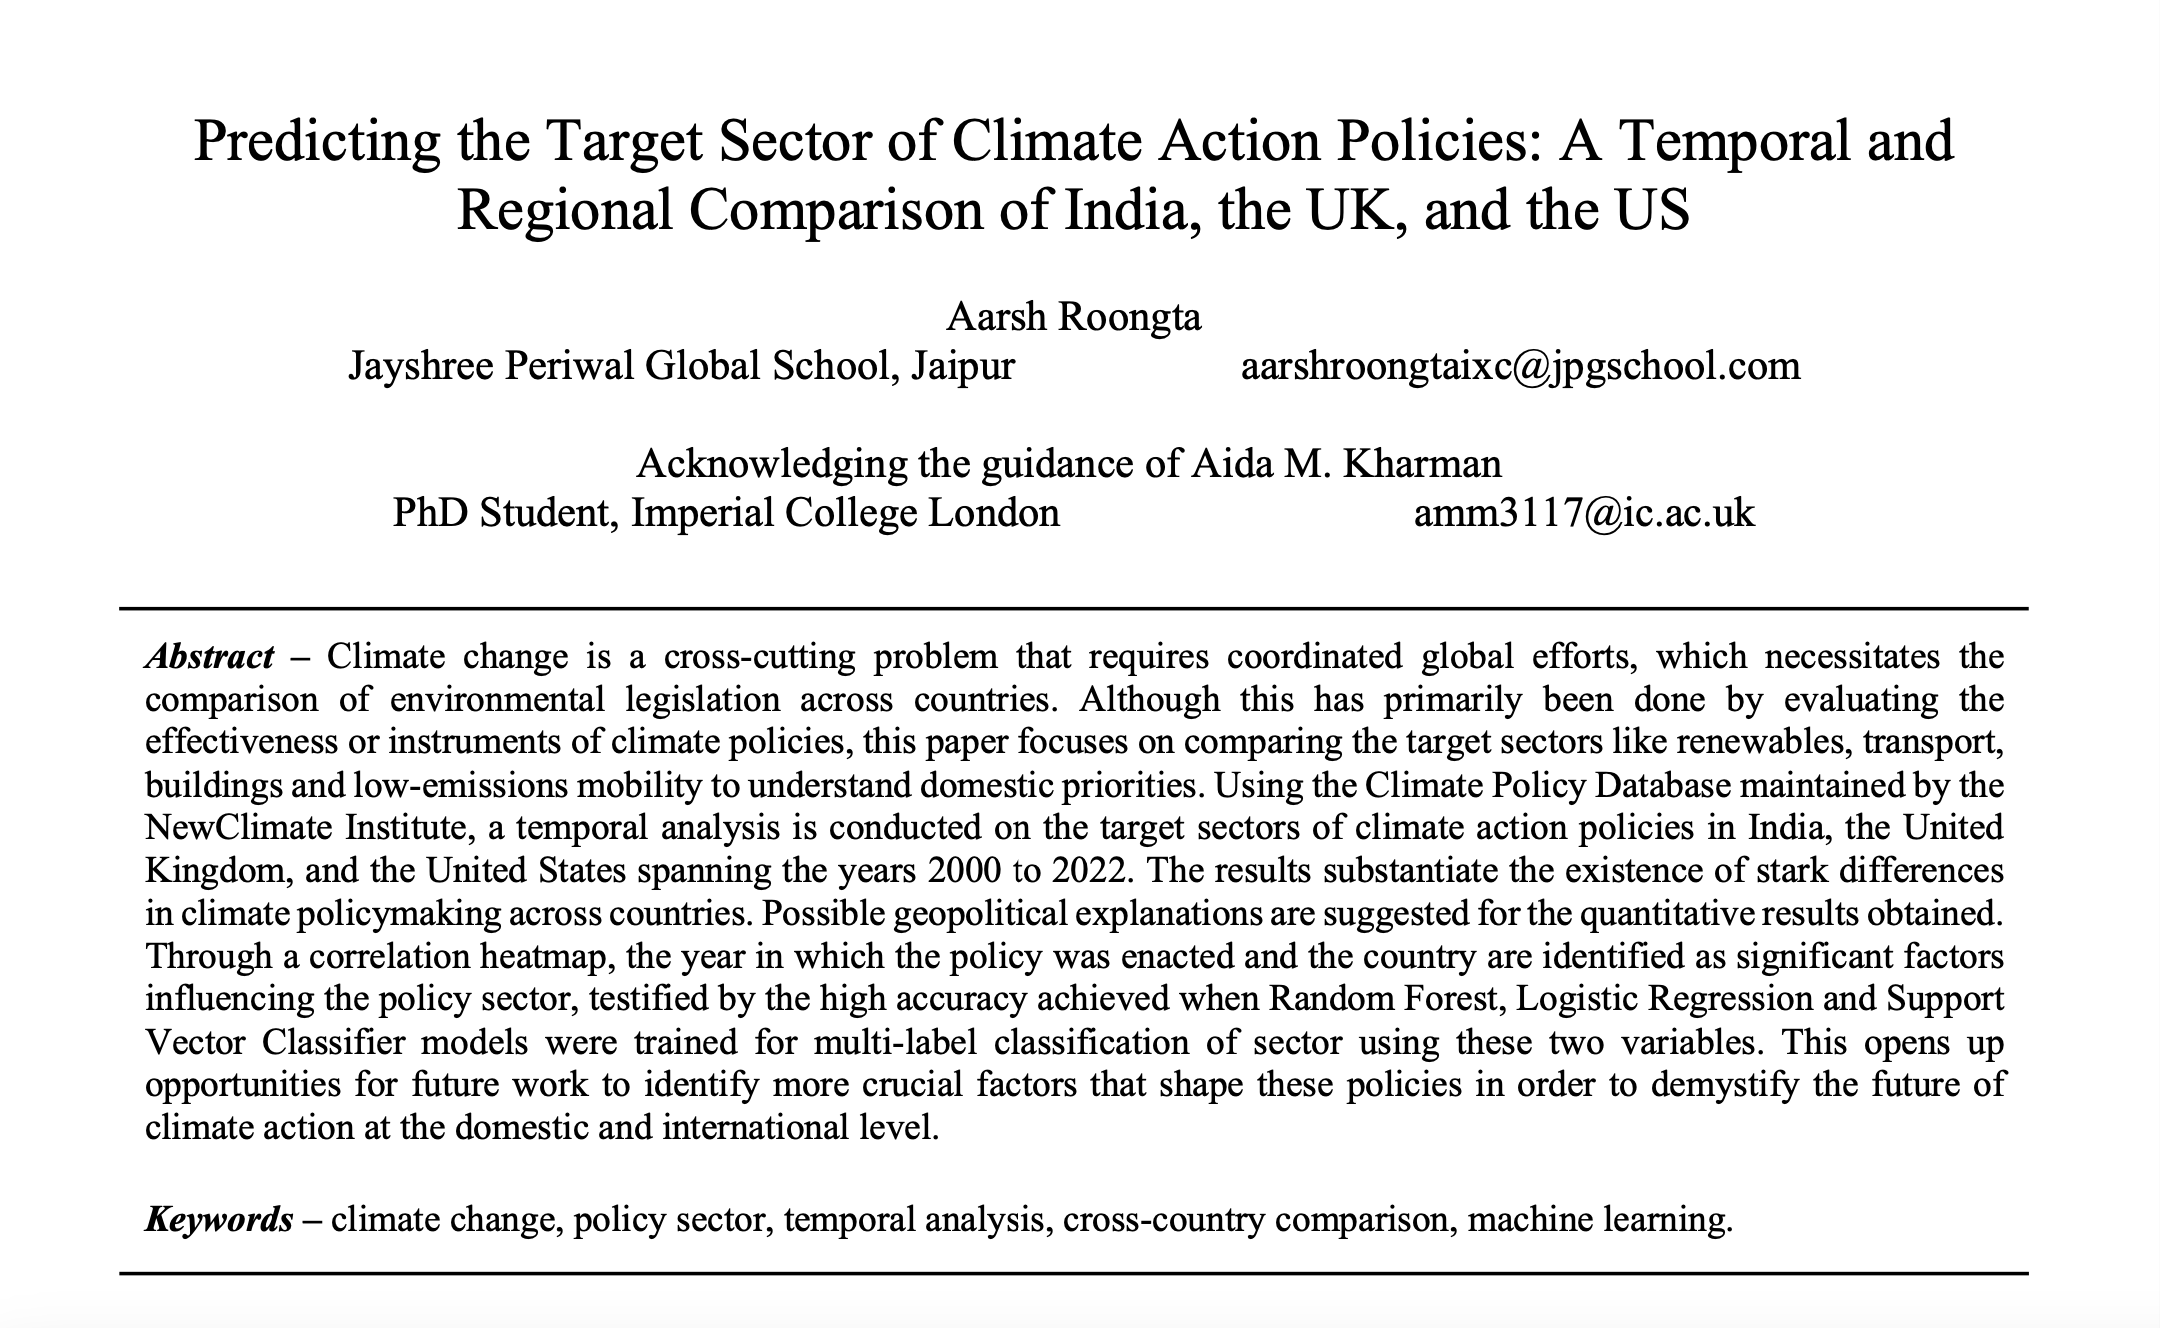 Predicting the Target Sector of Climate Action Policies: A Temporal and
Regional Comparison of India, the UK, and the US
Aarsh Roongta
Jayshree Periwal Global School, Jaipur aarshroongtaixc@jpgschool.com
Acknowledging the guidance of Aida M. Kharman
PhD Student, Imperial College London amm3117@ic.ac.uk
Abstract – Climate change is a cross-cutting problem that requires coordinated global efforts, which necessitates the
comparison of environmental legislation across countries. Although this has primarily been done by evaluating the
effectiveness or instruments of climate policies, this paper focuses on comparing the target sectors like renewables, transport,
buildings and low-emissions mobility to understand domestic priorities. Using the Climate Policy Database maintained by the
NewClimate Institute, a temporal analysis is conducted on the target sectors of climate action policies in India, the United
Kingdom, and the United States spanning the years 2000 to 2022. The results substantiate the existence of stark differences
in climate policymaking across countries. Possible geopolitical explanations are suggested for the quantitative results obtained.
Through a correlation heatmap, the year in which the policy was enacted and the country are identified as significant factors
influencing the policy sector, testified by the high accuracy achieved when Random Forest, Logistic Regression and Support
Vector Classifier models were trained for multi-label classification of sector using these two variables. This opens up
opportunities for future work to identify more crucial factors that shape these policies in order to demystify the future of
climate action at the domestic and international level.
Keywords – climate change, policy sector, temporal analysis, cross-country comparison, machine learning.